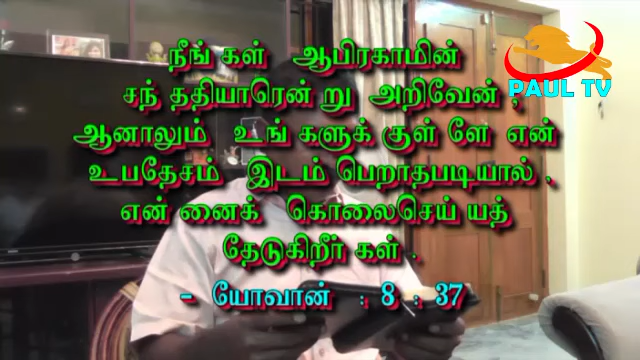 PAUL TV
நீங்கள் ஆபிரகாமின்
சந்ததியாரென்று அறிவேன் ;
ஆனாலும் உங்களுக்குள்ளே என்
உபதேசம் இடம்பெறாதபடியால் ,
என்னைக் கொலைசெய்யத்
தேடுகிறீர்கள் .
- யோவான் : 8 : 37